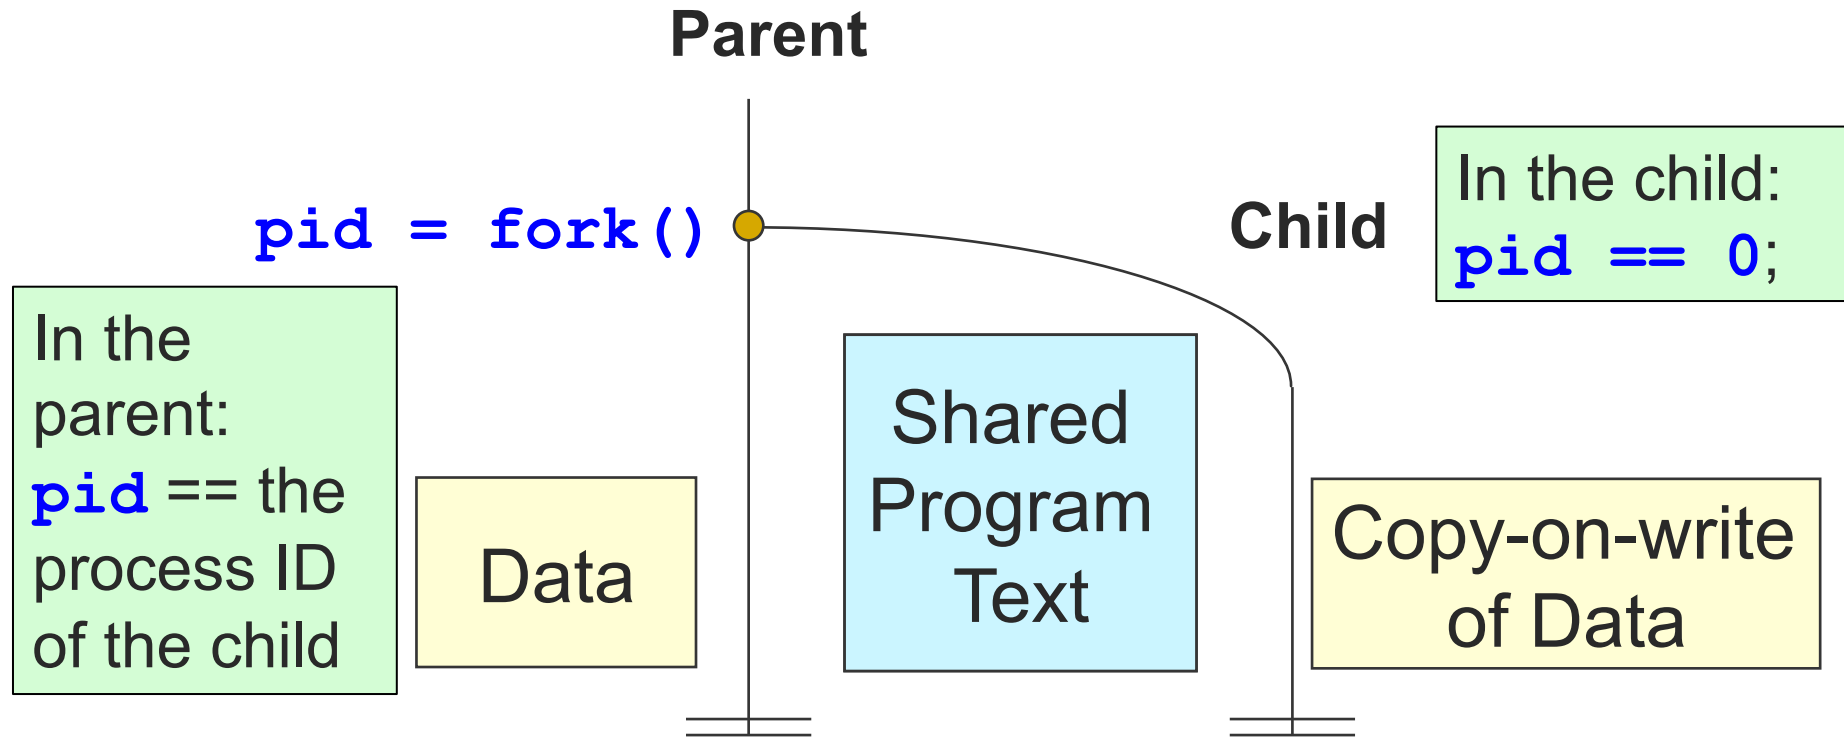 Parent
pid = fork()
Child
In the child:
pid == 0;
In the
parent:
pid == the
process ID
of the child
Data
Shared
Program
Text
Copy-on-write
of Data